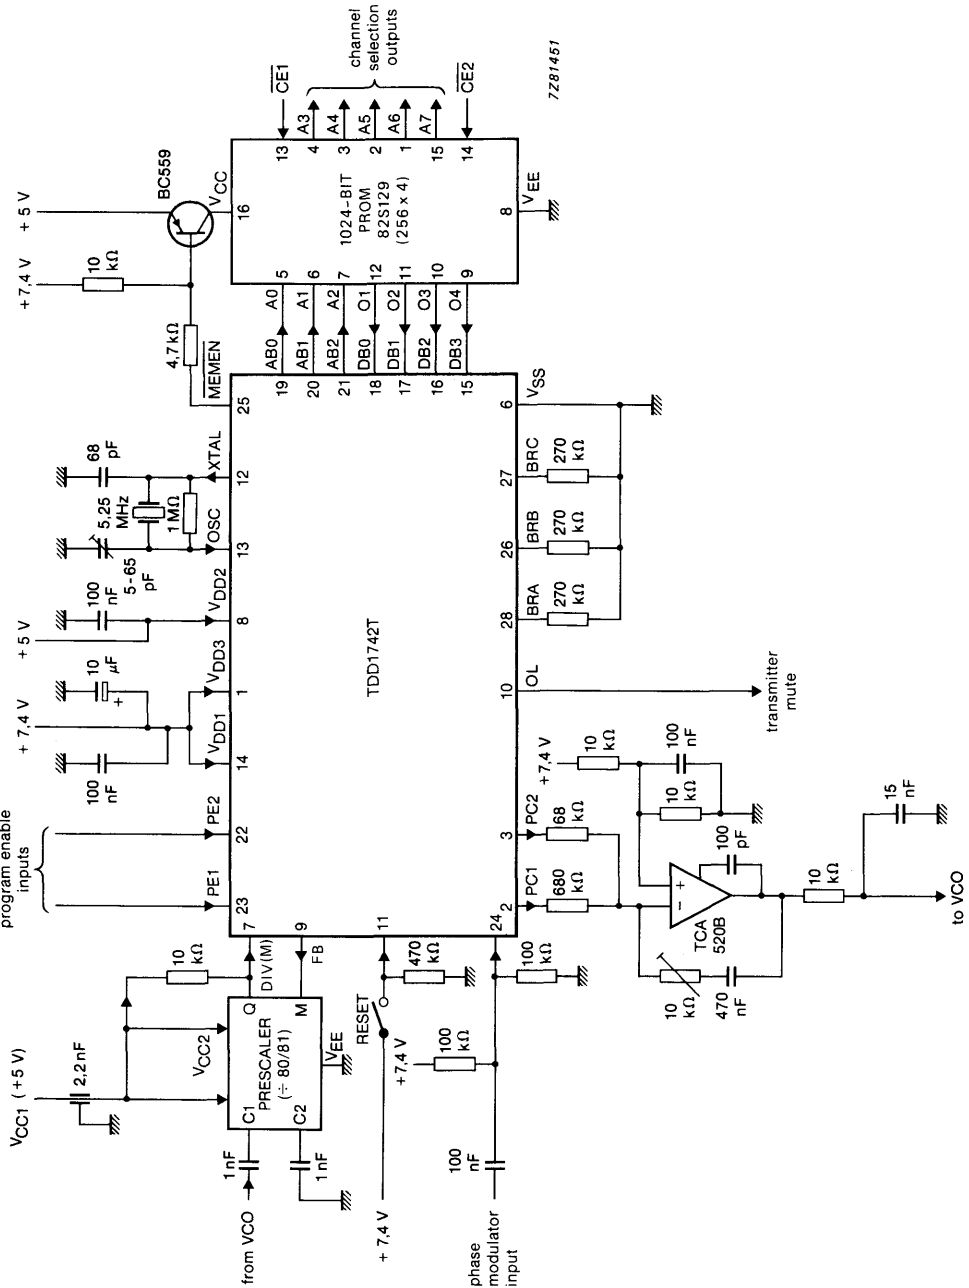 +7,4 V
+5 V
10
kΩ
BC559
4,7 kΩ
MEMEN
25
VCC
16
1024-BIT
PROM
82S129
(256 x 4)
13
CE1
4
A3
3
A4
2
A5
1
A6
15
A7
14
CE2
channel
selection
outputs
8
VEE
7Z81451
5
A0
6
A1
7
A2
12
O1
11
O2
10
O3
9
O4
AB0
19
AB1
20
AB2
21
DB0
18
DB1
17
DB2
16
DB3
15
68
pF
XTAL
12
5,25
MHz
1 MΩ
OSC
13
5-65
pF
100
nF
+5 V
VDD2
8
10
µF
+
+7,4 V
VDD3
1
VDD1
14
100
nF
program enable
inputs
PE2
22
PE1
23
TDD1742T
6
VSS
27
BRC
270
kΩ
26
BRB
270
kΩ
28
BRA
270
kΩ
10
OL
transmitter
mute
3
PC2
68
kΩ
2
PC1
680
kΩ
+7,4 V
10
kΩ
100
nF
10
kΩ
100
pF
+
−
TCA
520B
10
kΩ
470
nF
10
kΩ
15
nF
to VCO
7
DIV(M)
9
FB
11
24
10
kΩ
VCC1 (+5 V)
2,2nF
VCC2
Q
M
PRESCALER
(÷ 80/81)
C1
C2
VEE
1nF
1nF
from VCO
RESET
470
kΩ
+7,4 V
100
kΩ
+7,4 V
100
kΩ
100
nF
phase
modulator
input